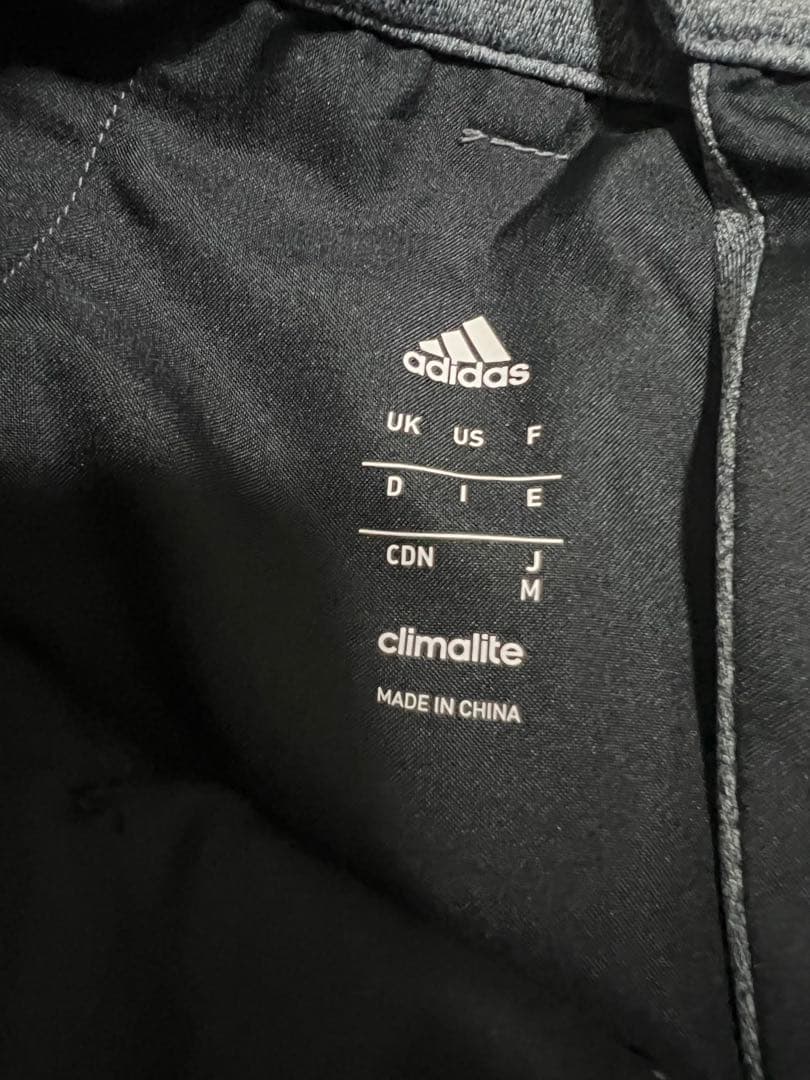 adidas
UK US F
D I E
CDN J
M
climalite
MADE IN CHINA